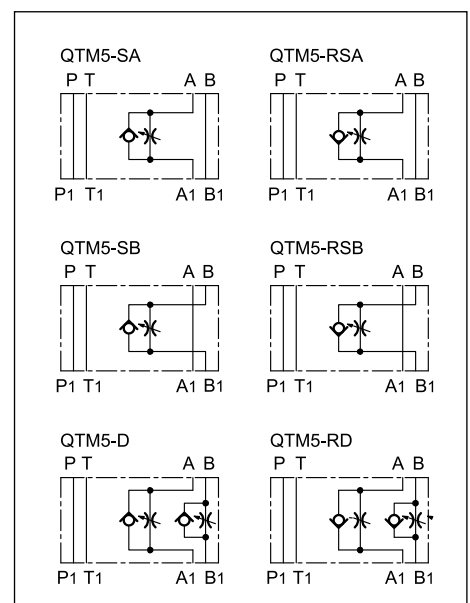 QTM5-SA
P T A B
P1 T1 A1 B1
QTM5-RSA
P T A B
P1 T1 A1 B1
QTM5-SB
P T A B
P1 T1 A1 B1
QTM5-RSB
P T A B
P1 T1 A1 B1
QTM5-D
P T A B
P1 T1 A1 B1
QTM5-RD
P T A B
P1 T1 A1 B1